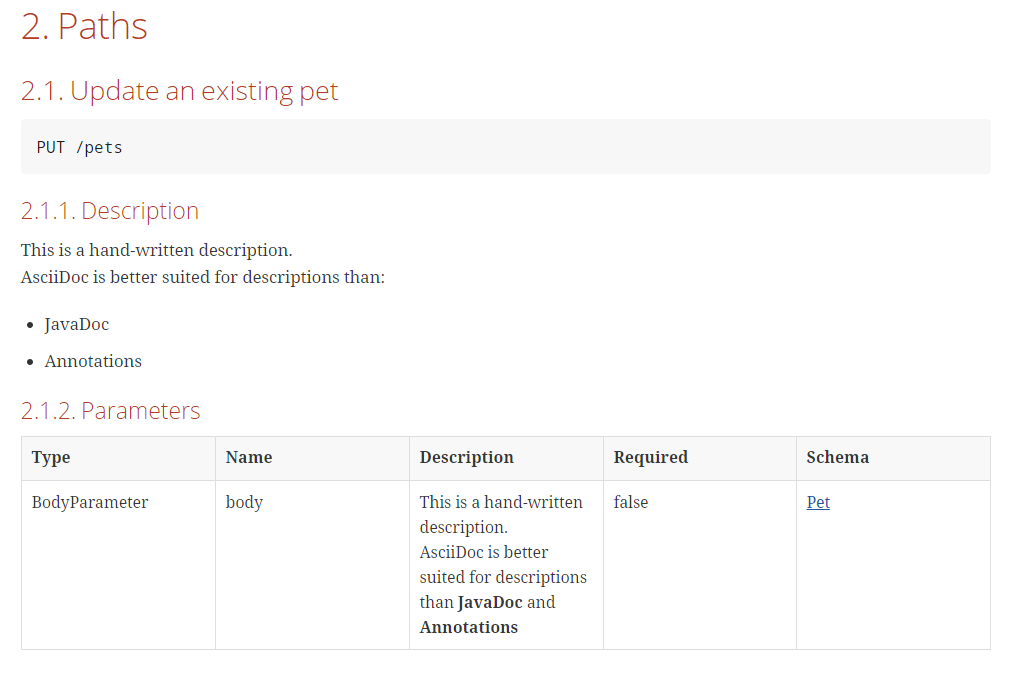 2. Paths
2.1. Update an existing pet
PUT /pets
2.1.1. Description
This is a hand-written description.
AsciiDoc is better suited for descriptions than:
• JavaDoc
• Annotations
2.1.2. Parameters
Type Name Description Required Schema
BodyParameter body This is a hand-written false Pet
description.
AsciiDoc is better
suited for descriptions
than JavaDoc and
Annotations